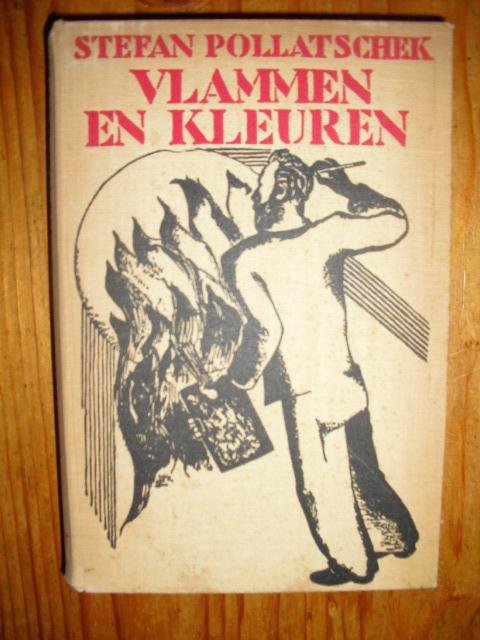 STEFAN POLLATSCHEK
VLAMMEN
EN KLEUREN